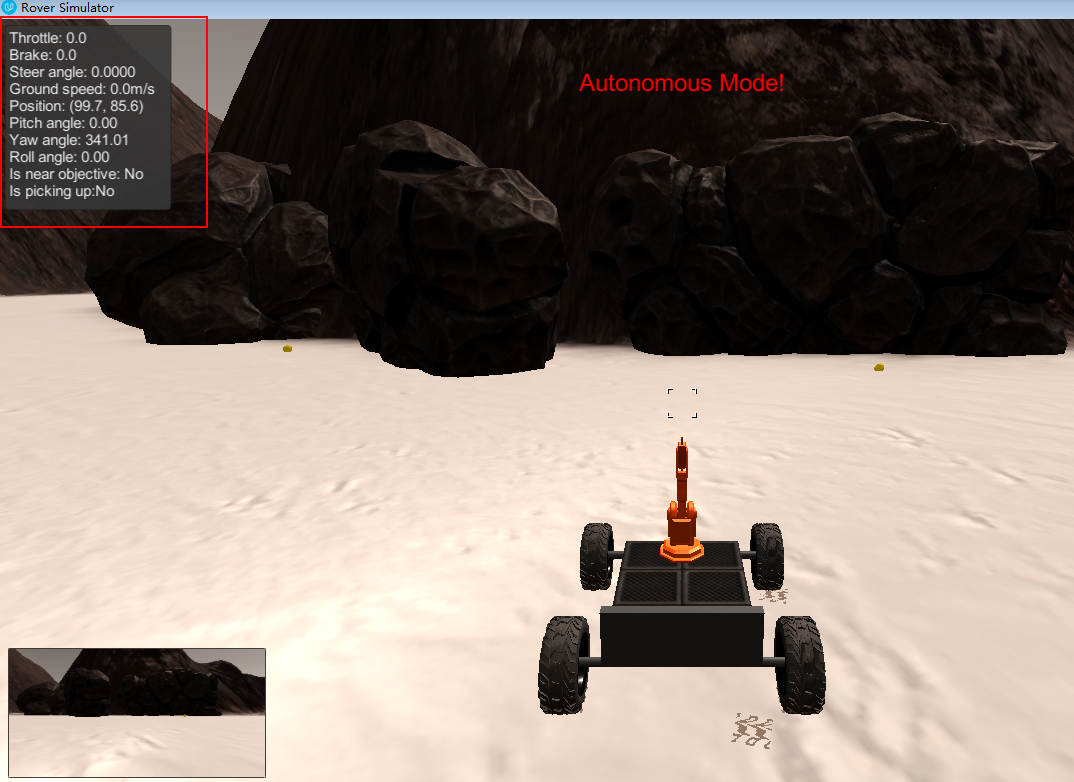 Rover Simulator
Throttle: 0.0
Brake: 0.0
Steer angle: 0.0000
Ground speed: 0.0m/s
Position: (99.7, 85.6)
Pitch angle: 0.00
Yaw angle: 341.01
Roll angle: 0.00
Is near objective: No
Is picking up:No
Autonomous Mode!